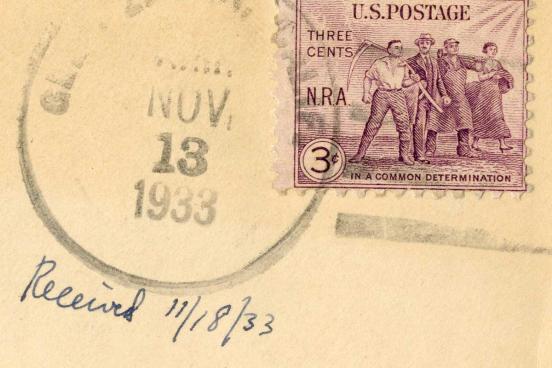 U.S.POSTAGE
THREE
CENTS
N.R.A.
3¢
IN A COMMON DETERMINATION
NOV.
13
1933
Received 11/18/33